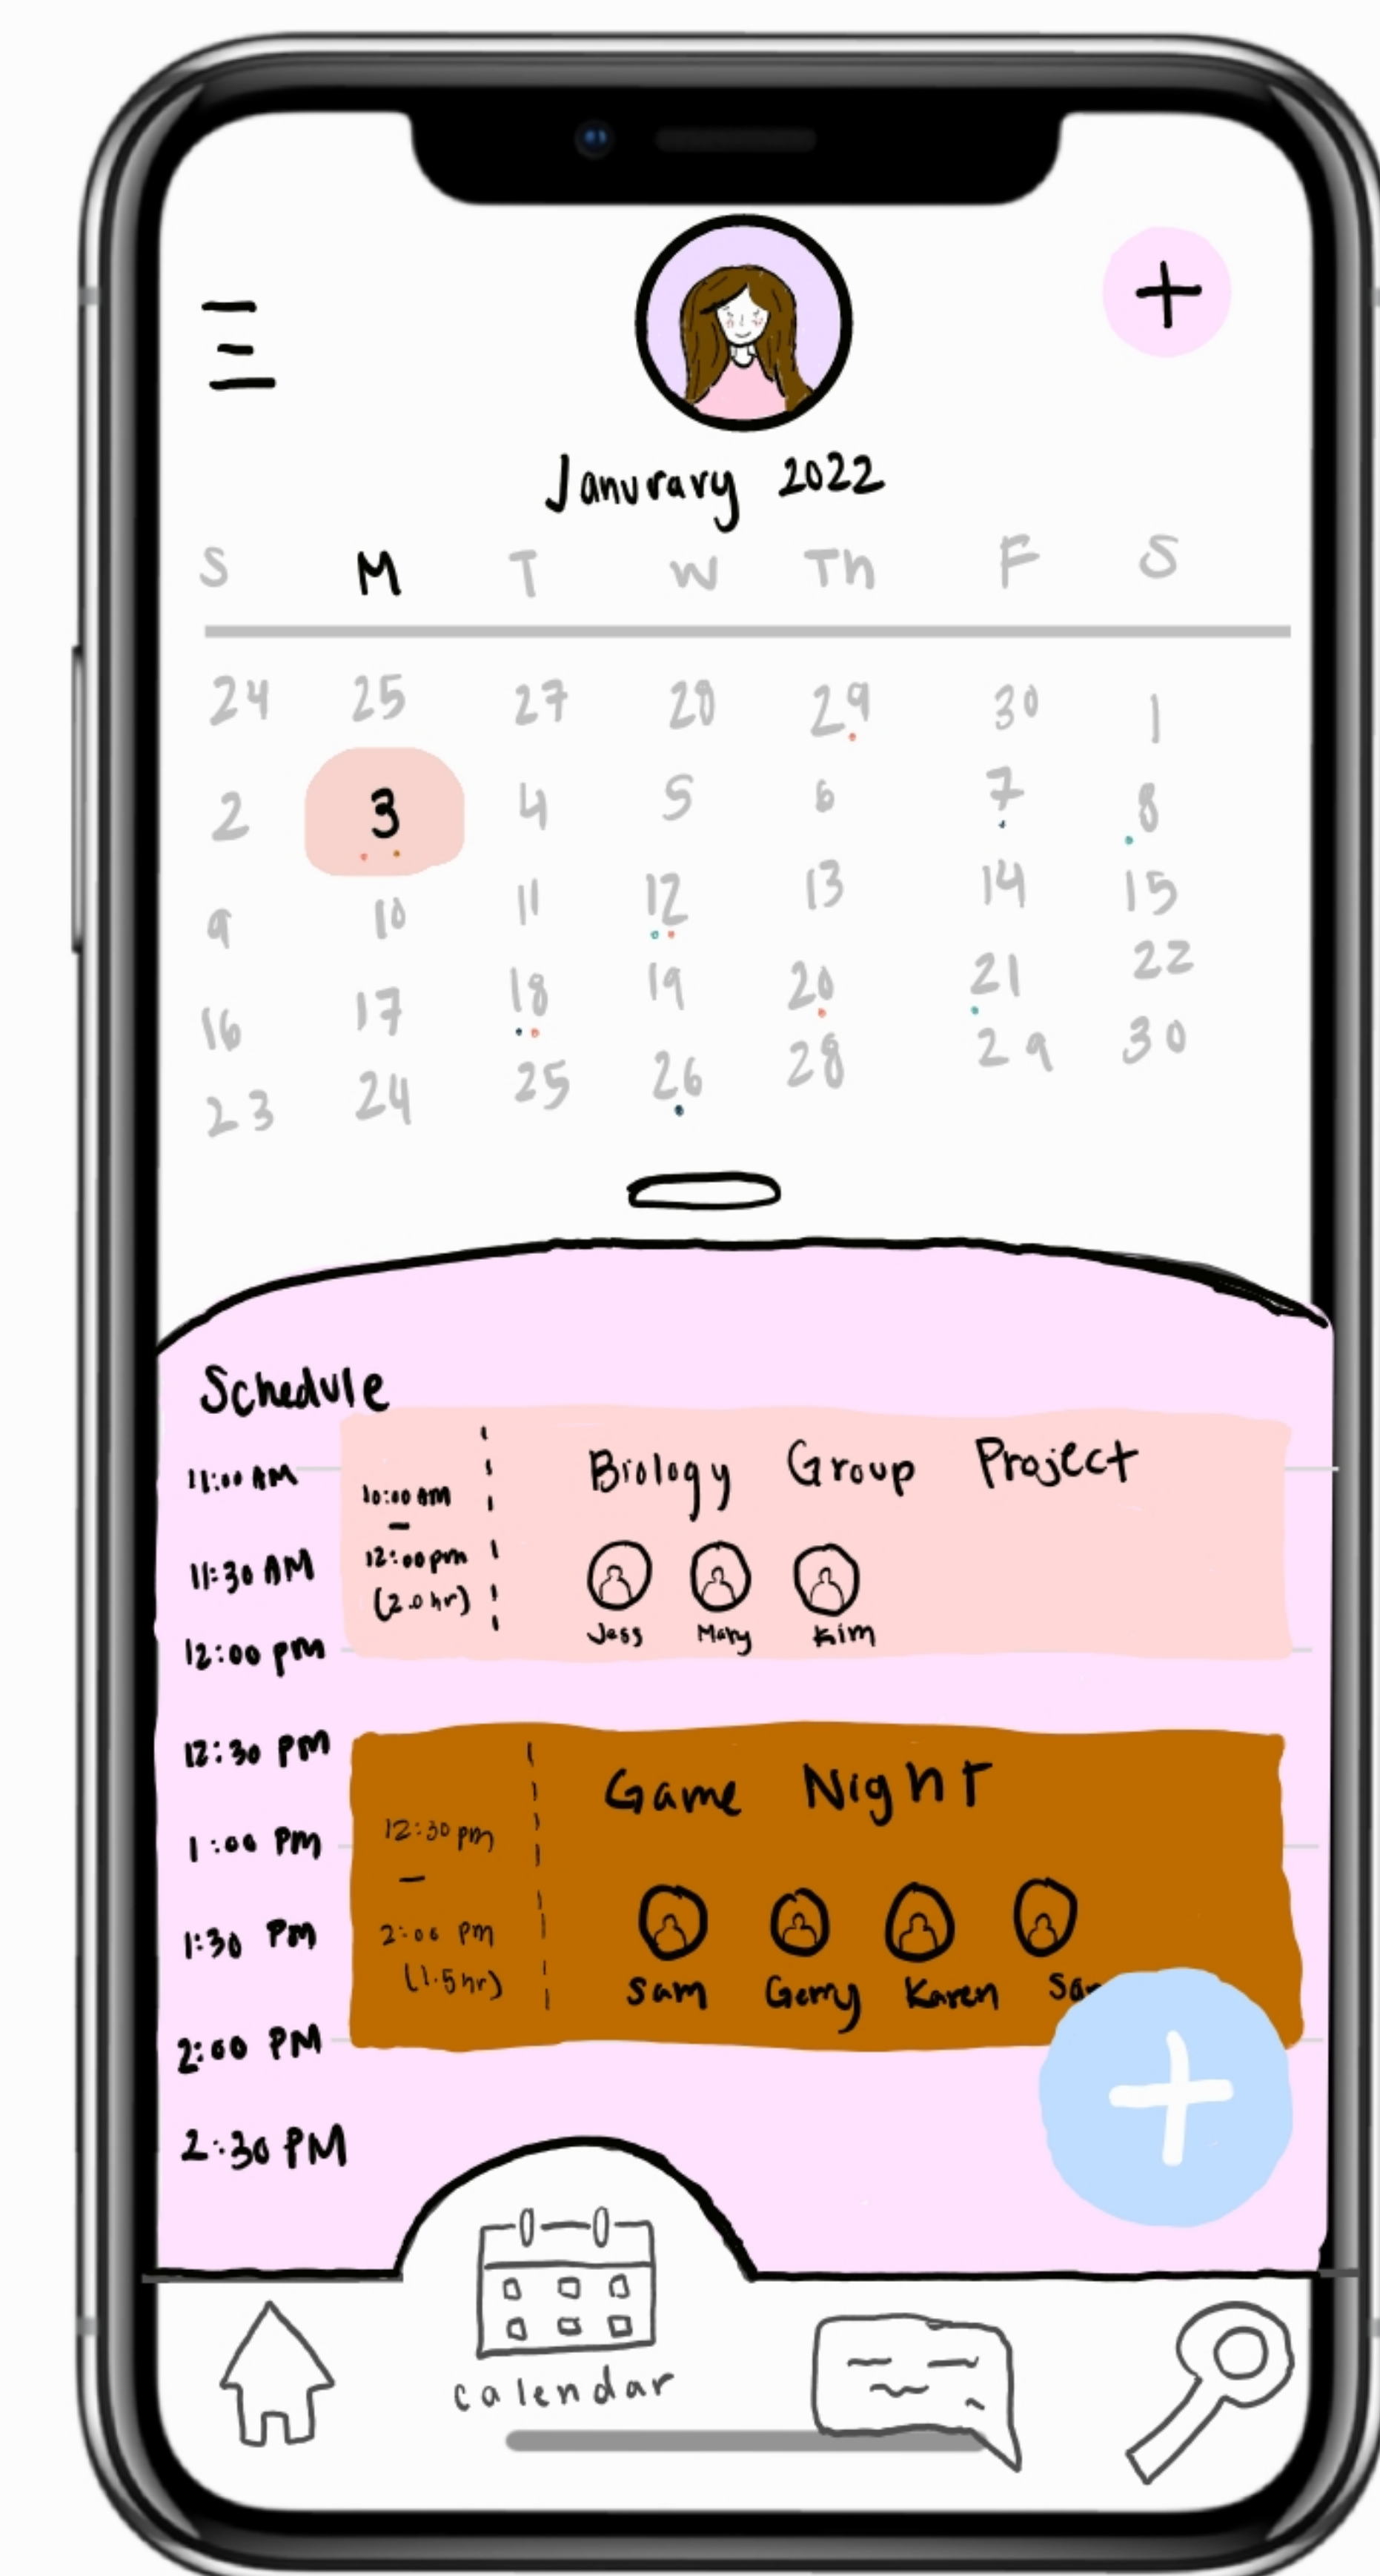 Janurary 2022
S M T W Th F S
24 25 27 28 29 30 1
2 3 4 5 6 7 8
9 10 11 12 13 14 15
16 17 18 19 20 21 22
23 24 25 26 28 29 30
Schedule
11:00 AM
10:00 AM
—
12:00 pm
(2.0 hr)
Biology Group Project
Jess Mary Kim
11:30 AM
12:00 pm
12:30 PM
Game Night
12:30 pm
—
2:00 PM
(1.5 hr)
Sam Gemy Karen
1:00 PM
1:30 PM
2:00 PM
2:30 PM
calendar